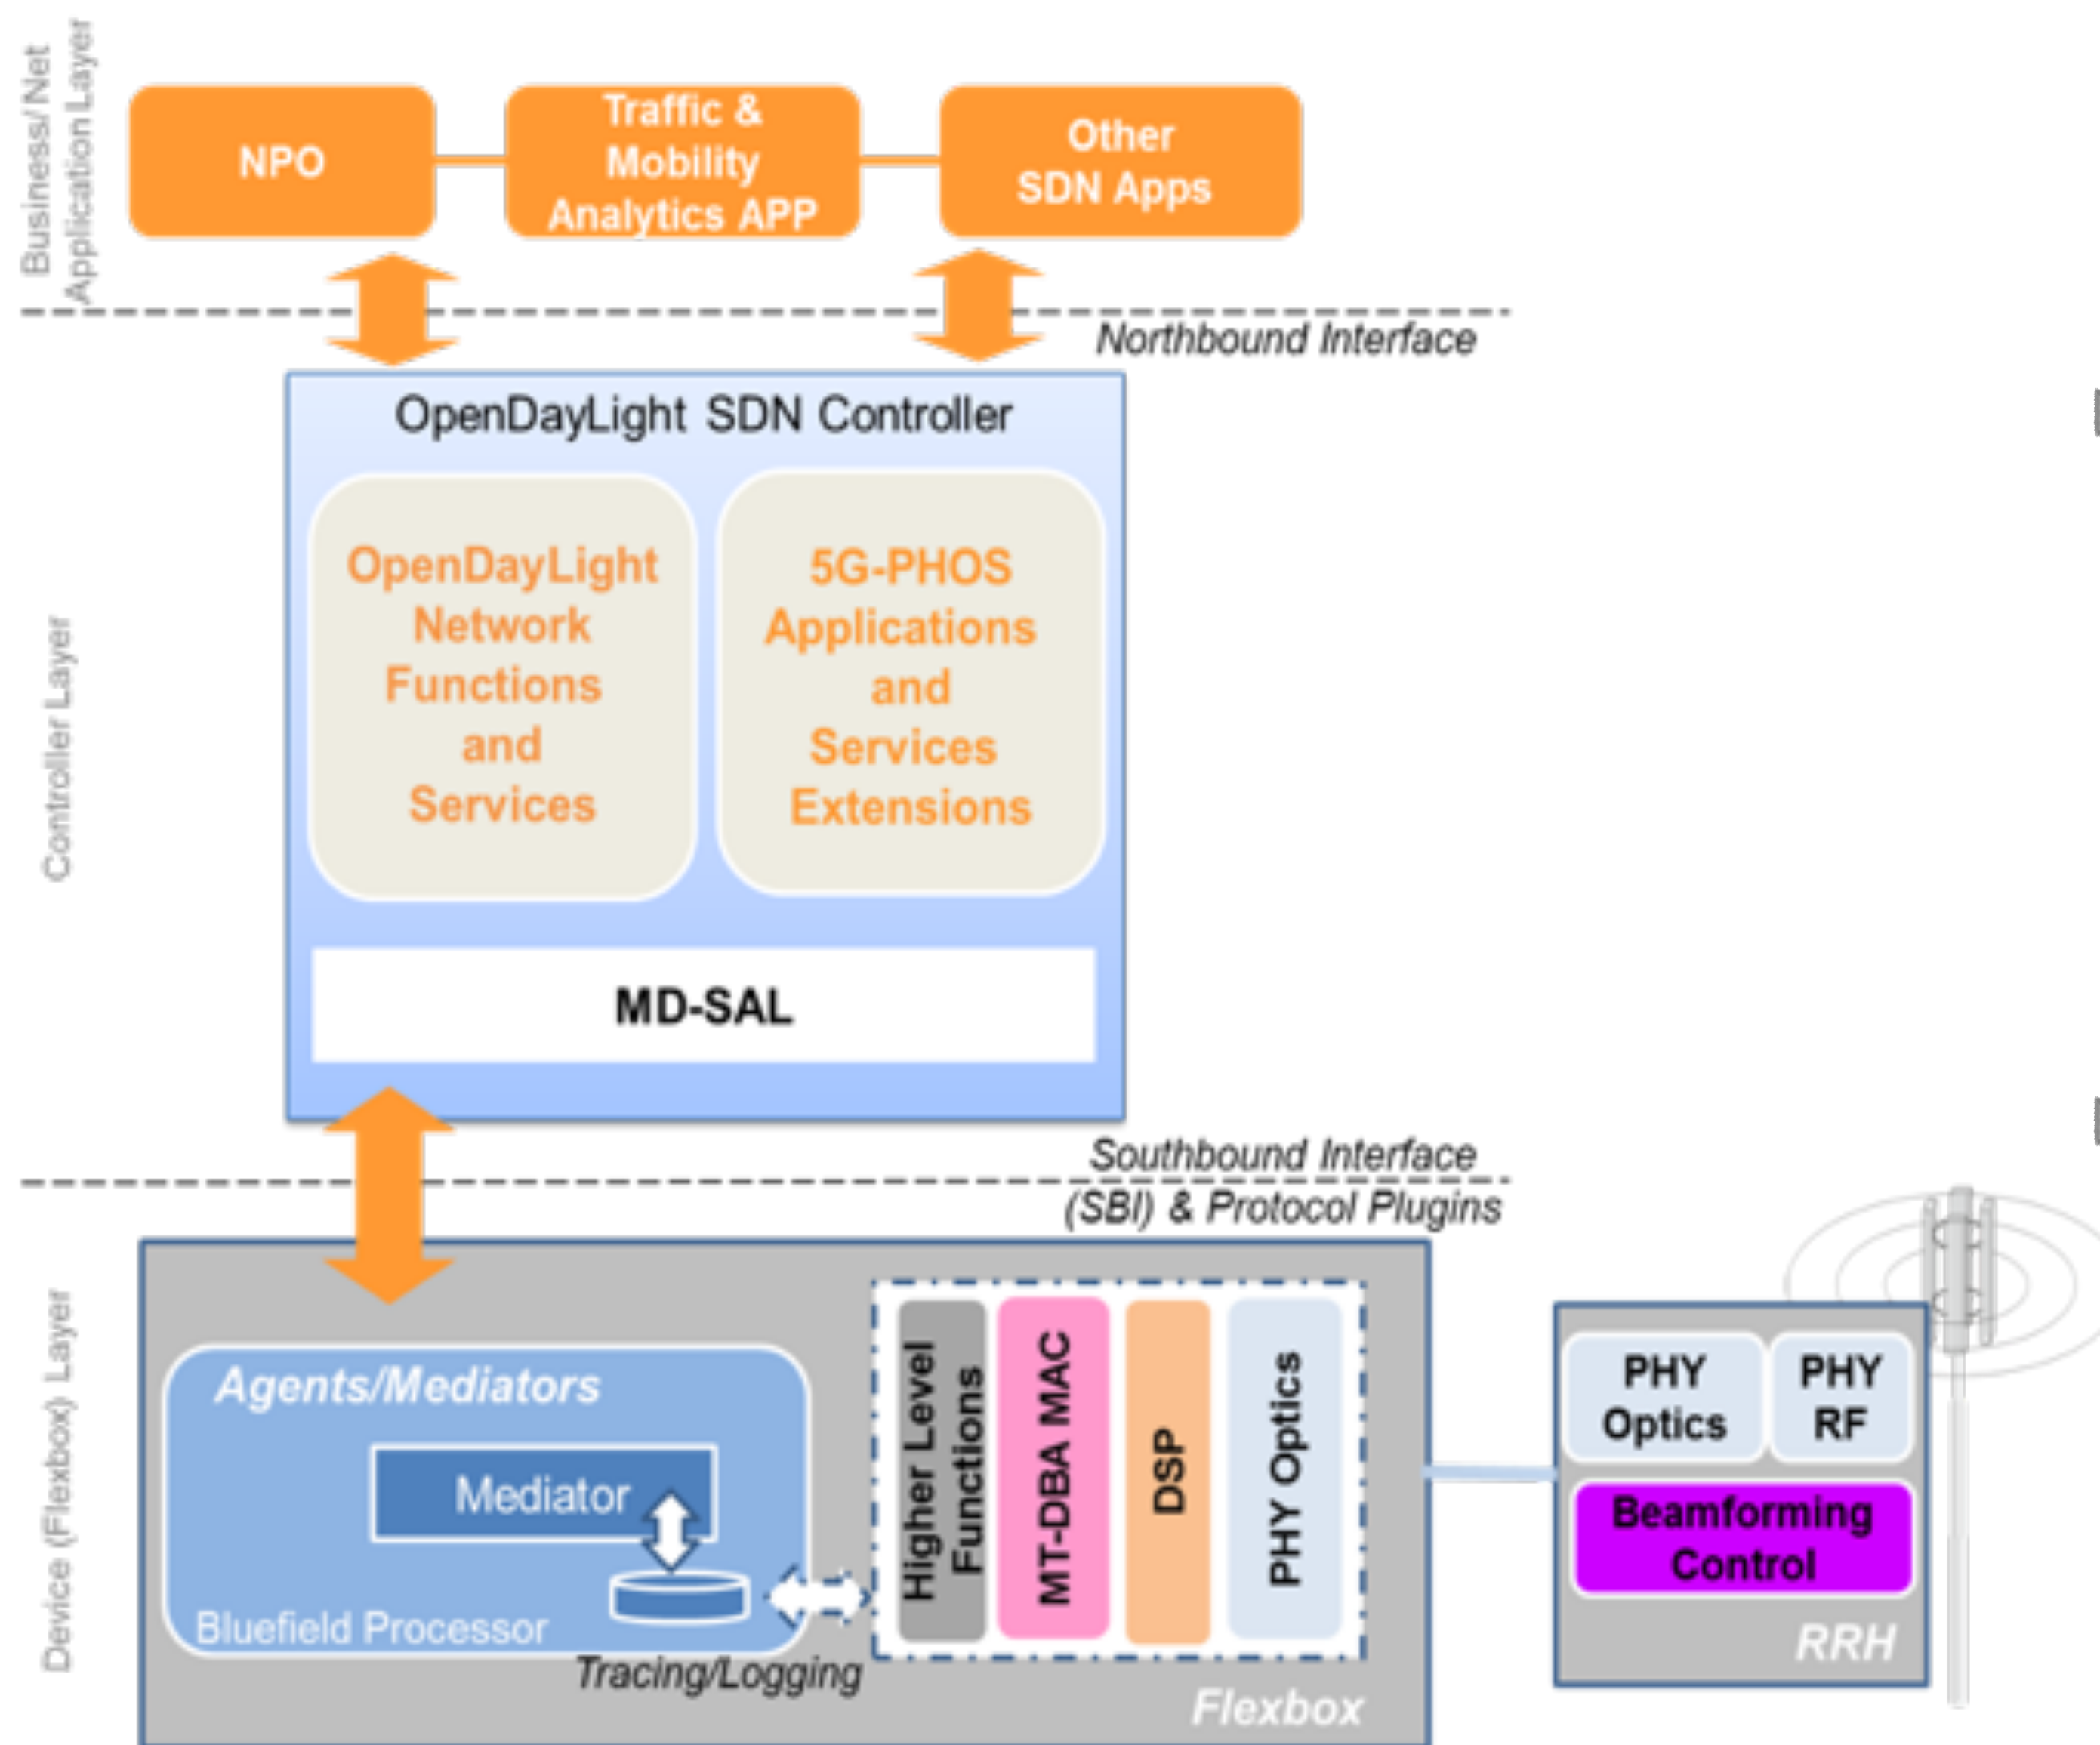 Business/Net
Application Layer
NPO
Traffic &
Mobility
Analytics APP
Other
SDN Apps
Northbound Interface
Controller Layer
OpenDayLight SDN Controller
OpenDayLight
Network
Functions
and
Services
5G-PHOS
Applications
and
Services
Extensions
MD-SAL
Southbound Interface
(SBI) & Protocol Plugins
Device (Flexbox) Layer
Agents/Mediators
Mediator
Bluefield Processor
Tracing/Logging
Higher Level
Functions
MT-DBA MAC
DSP
PHY Optics
Flexbox
PHY
Optics
PHY
RF
Beamforming
Control
RRH